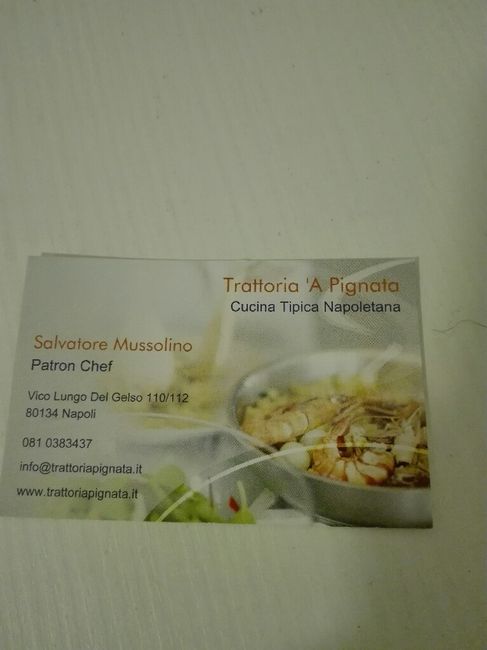 Trattoria 'A Pignata
Cucina Tipica Napoletana
Salvatore Mussolino
Patron Chef
Vico Lungo Del Gelso 110/112
80134 Napoli
081 0383437
info@trattoriapignata.it
www.trattoriapignata.it